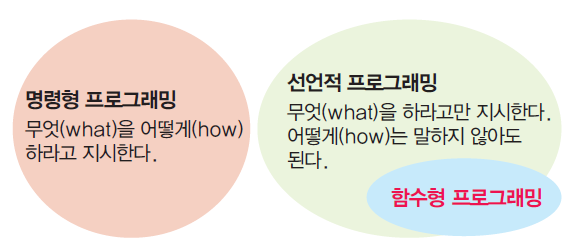 명령형 프로그래밍
무엇(what)을 어떻게(how)
하라고 지시한다.
선언적 프로그래밍
무엇(what)을 하라고만 지시한다.
어떻게(how)는 말하지 않아도
된다.
함수형 프로그래밍